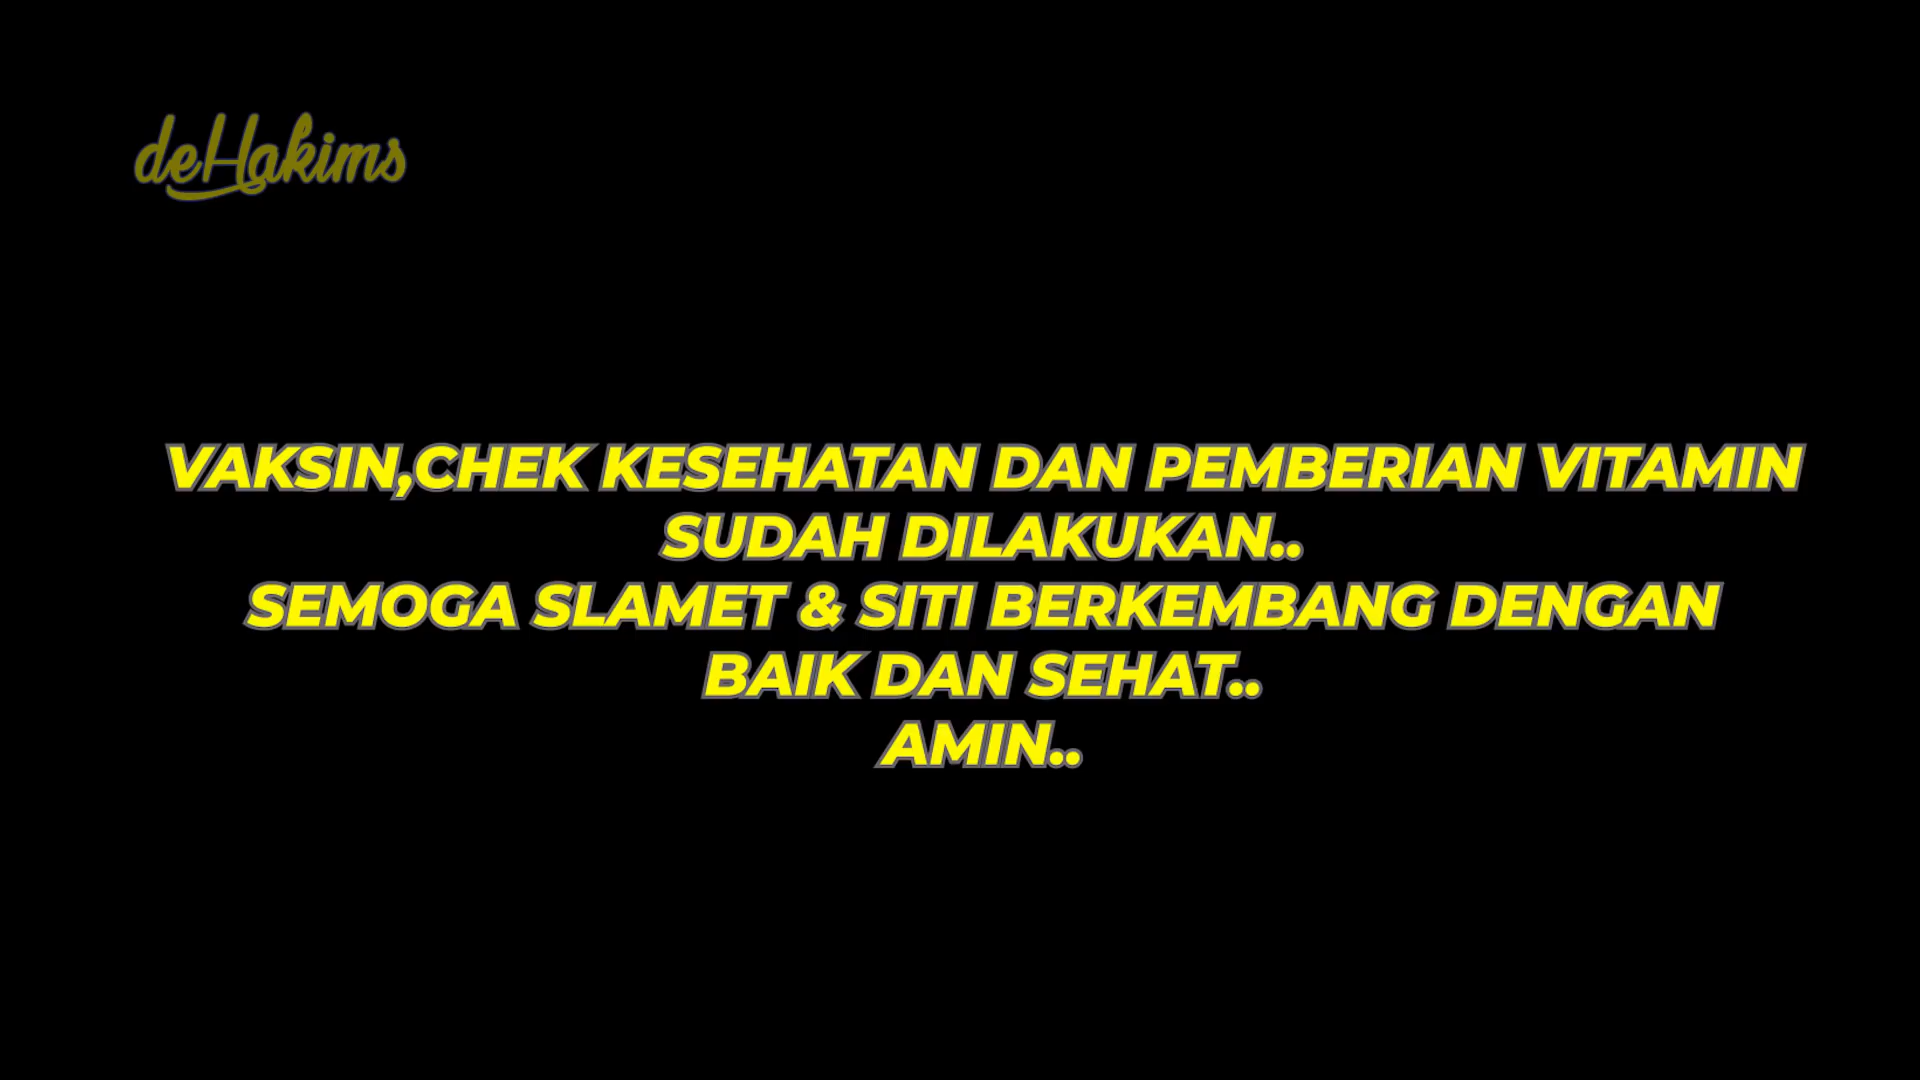 deHakims
VAKSIN,CHEK KESEHATAN DAN PEMBERIAN VITAMIN
SUDAH DILAKUKAN..
SEMOGA SLAMET & SITI BERKEMBANG DENGAN
BAIK DAN SEHAT..
AMIN..